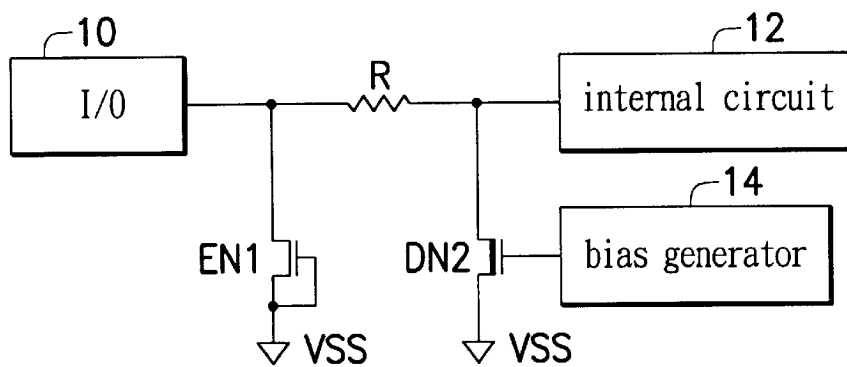 10
I/O
R
12
internal circuit
EN1
DN2
14
bias generator
VSS
VSS